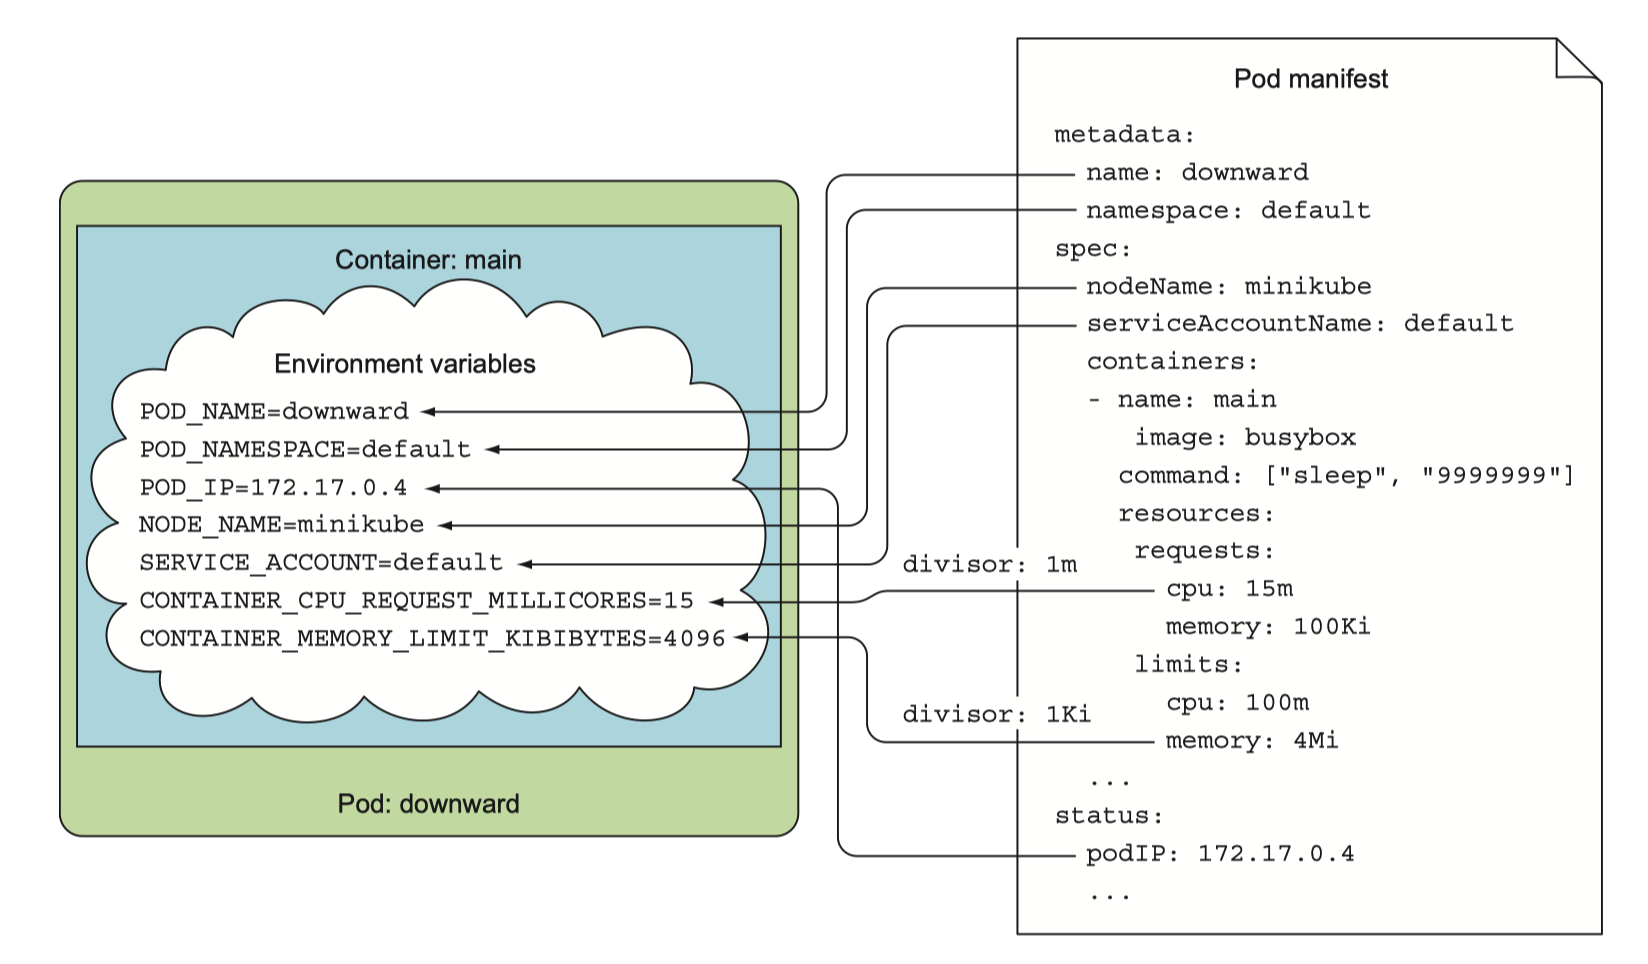 Container: main
Environment variables
POD_NAME=downward
POD_NAMESPACE=default
POD_IP=172.17.0.4
NODE_NAME=minikube
SERVICE_ACCOUNT=default
CONTAINER_CPU_REQUEST_MILLICORES=15
CONTAINER_MEMORY_LIMIT_KIBIBYTES=4096
Pod: downward
divisor: 1m
divisor: 1Ki
Pod manifest
metadata:
name: downward
namespace: default
spec:
nodeName: minikube
serviceAccountName: default
containers:
- name: main
image: busybox
command: ["sleep", "9999999"]
resources:
requests:
cpu: 15m
memory: 100Ki
limits:
cpu: 100m
memory: 4Mi
...
status:
podIP: 172.17.0.4
...